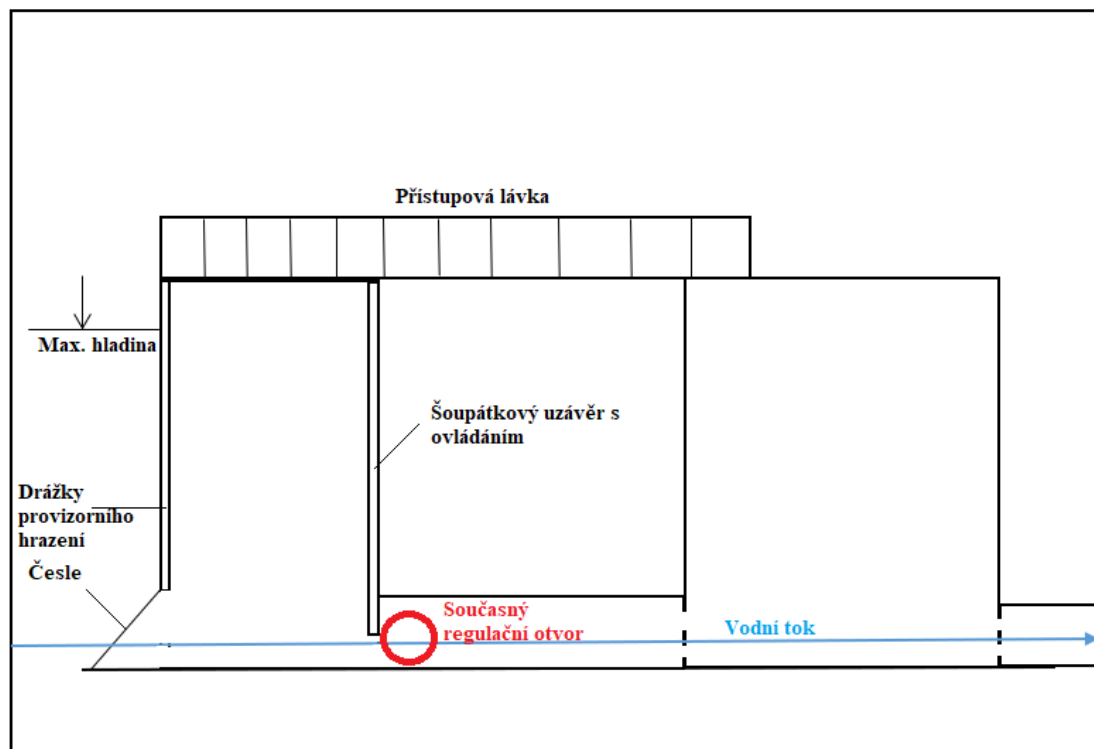 Přístupová lávka
Max. hladina
Šoupátkový uzávěr s
ovládáním
Drážky
provizorního
hrazení
Česle
Současný
regulační otvor
Vodní tok